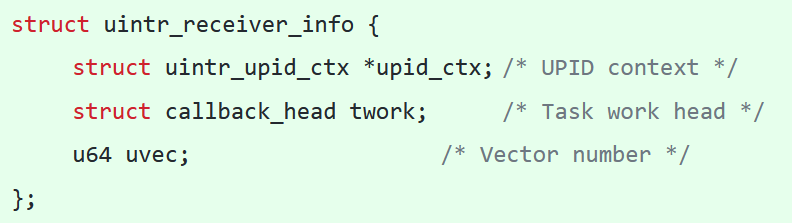 struct uintr_receiver_info {
struct uintr_upid_ctx *upid_ctx; /* UPID context */
struct callback_head twork; /* Task work head */
u64 uvec; /* Vector number */
};